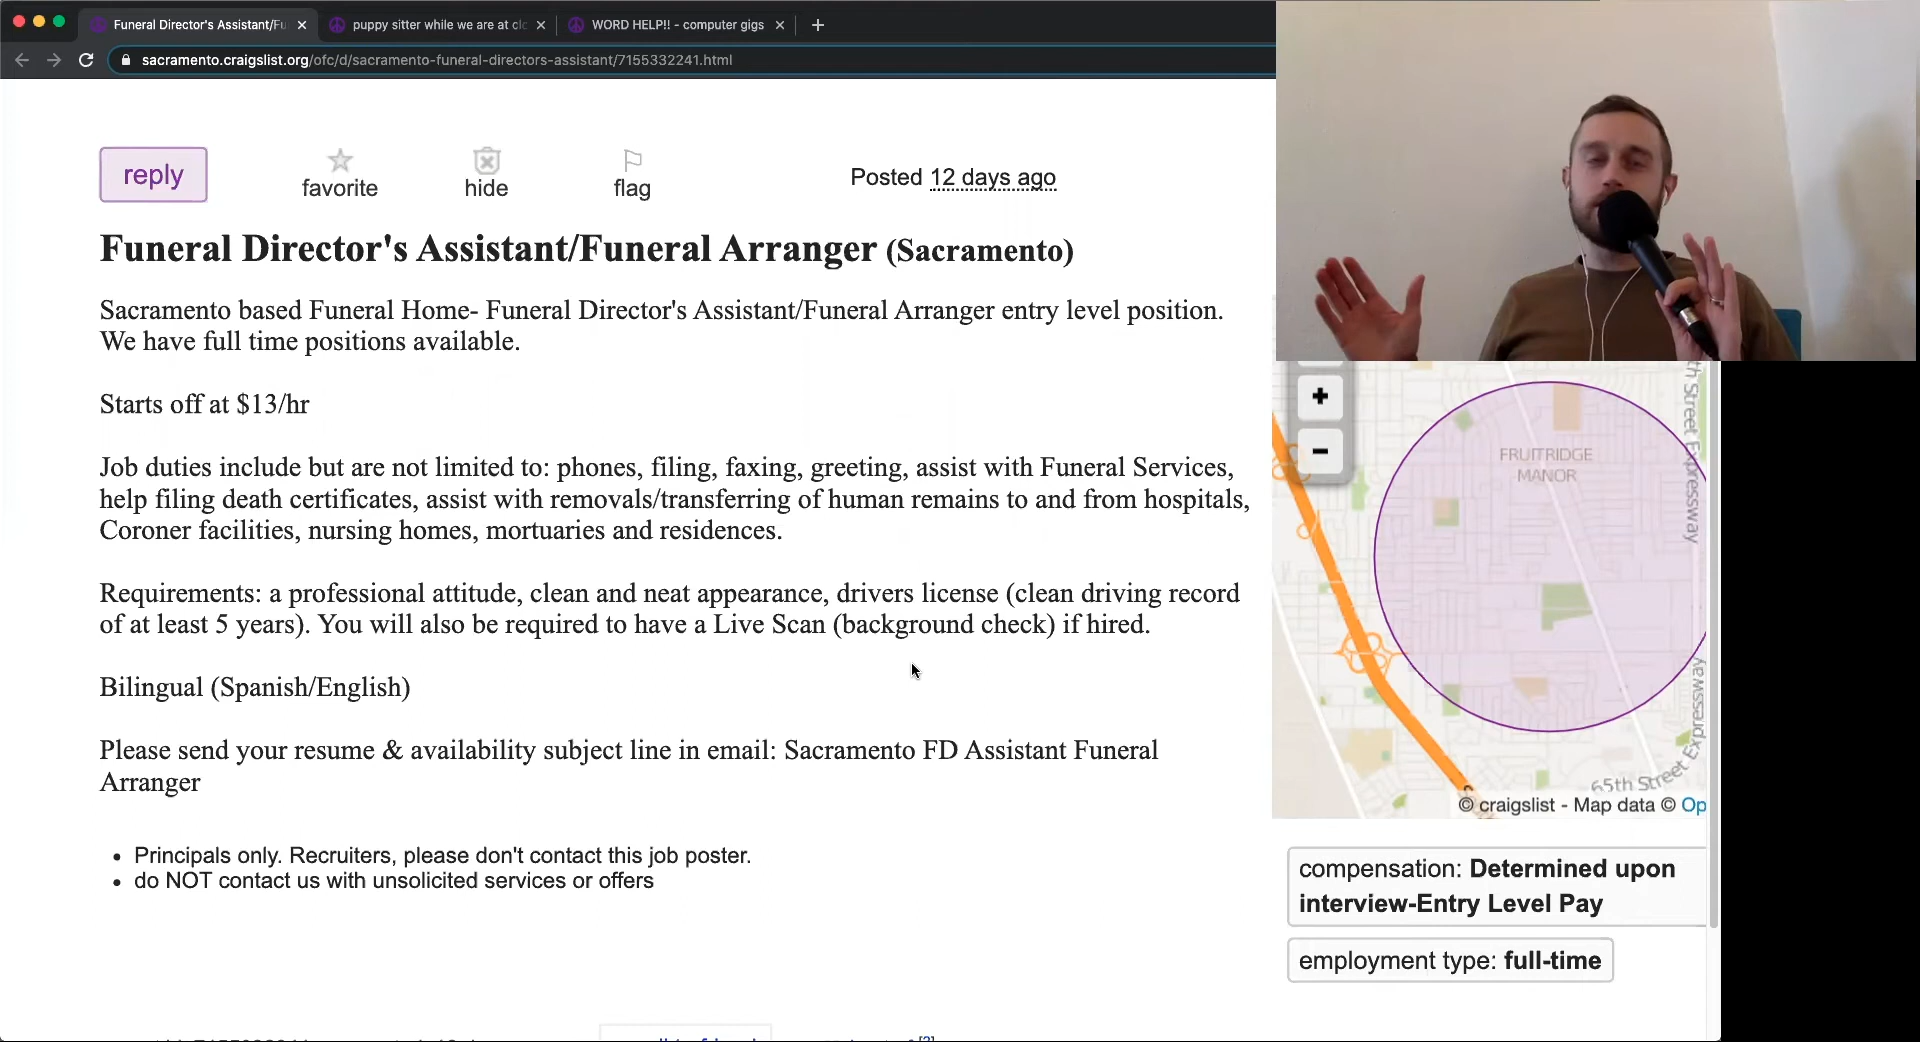 Funeral Director's Assistant/Fu
puppy sitter while we are at clo
WORD HELP!! - computer gigs
sacramento.craigslist.org/ofc/d/sacramento-funeral-directors-assistant/7155332241.html
reply
favorite
hide
flag
Posted 12 days ago
Funeral Director's Assistant/Funeral Arranger (Sacramento)
Sacramento based Funeral Home- Funeral Director's Assistant/Funeral Arranger entry level position.
We have full time positions available.
Starts off at $13/hr
Job duties include but are not limited to: phones, filing, faxing, greeting, assist with Funeral Services,
help filing death certificates, assist with removals/transferring of human remains to and from hospitals,
Coroner facilities, nursing homes, mortuaries and residences.
Requirements: a professional attitude, clean and neat appearance, drivers license (clean driving record
of at least 5 years). You will also be required to have a Live Scan (background check) if hired.
Bilingual (Spanish/English)
Please send your resume & availability subject line in email: Sacramento FD Assistant Funeral
Arranger
• Principals only. Recruiters, please don't contact this job poster.
• do NOT contact us with unsolicited services or offers
+
-
FRUITRIDGE
MANOR
th Street Expressway
65th Street Expressway
© craigslist - Map data © Op
compensation: Determined upon
interview-Entry Level Pay
employment type: full-time